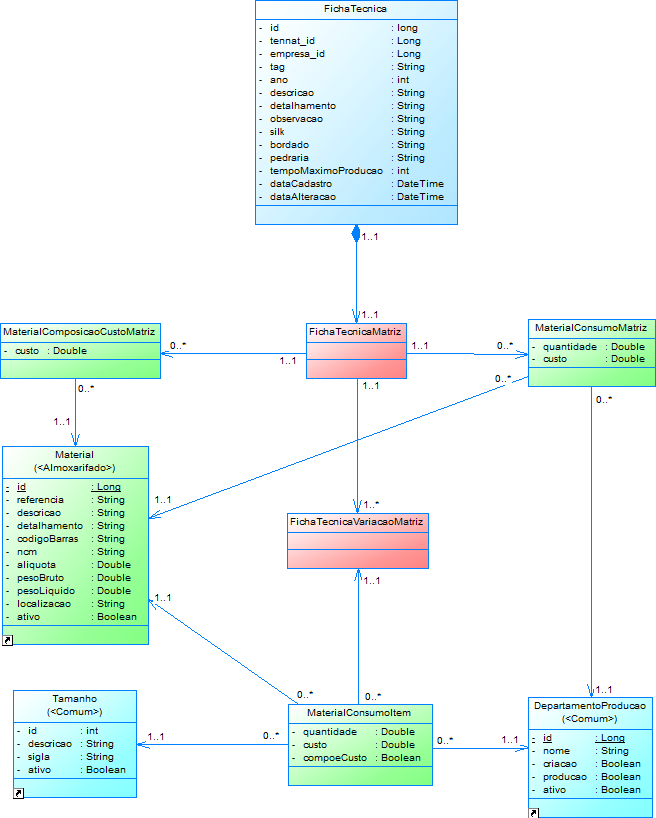 FichaTecnica
- id : long
- tennat_id : Long
- empresa_id : Long
- tag : String
- ano : int
- descricao : String
- detalhamento : String
- observacao : String
- silk : String
- bordado : String
- pedraria : String
- tempoMaximoProducao : int
- dataCadastro : DateTime
- dataAlteracao : DateTime
1..1
1..1
MaterialComposicaoCustoMatriz
- custo : Double
0..*
1..1
FichaTecnicaMatriz
1..1
0..*
MaterialConsumoMatriz
- quantidade : Double
- custo : Double
0..*
1..1
0..*
0..*
1..1
Material
(<Almoxarifado>)
- id : Long
- referencia : String
- descricao : String
- detalhamento : String
- codigoBarras : String
- ncm : String
- aliquota : Double
- pesoBruto : Double
- pesoLiquido : Double
- localizacao : String
- ativo : Boolean
1..1
1..*
FichaTecnicaVariacaoMatriz
1..1
1..1
0..*
0..*
1..1
Tamanho
(<Comum>)
- id : int
- descricao : String
- sigla : String
- ativo : Boolean
1..1
0..*
MaterialConsumoItem
- quantidade : Double
- custo : Double
- compoeCusto : Boolean
0..*
1..1
DepartamentoProducao
(<Comum>)
- id : Long
- nome : String
- criacao : Boolean
- producao : Boolean
- ativo : Boolean